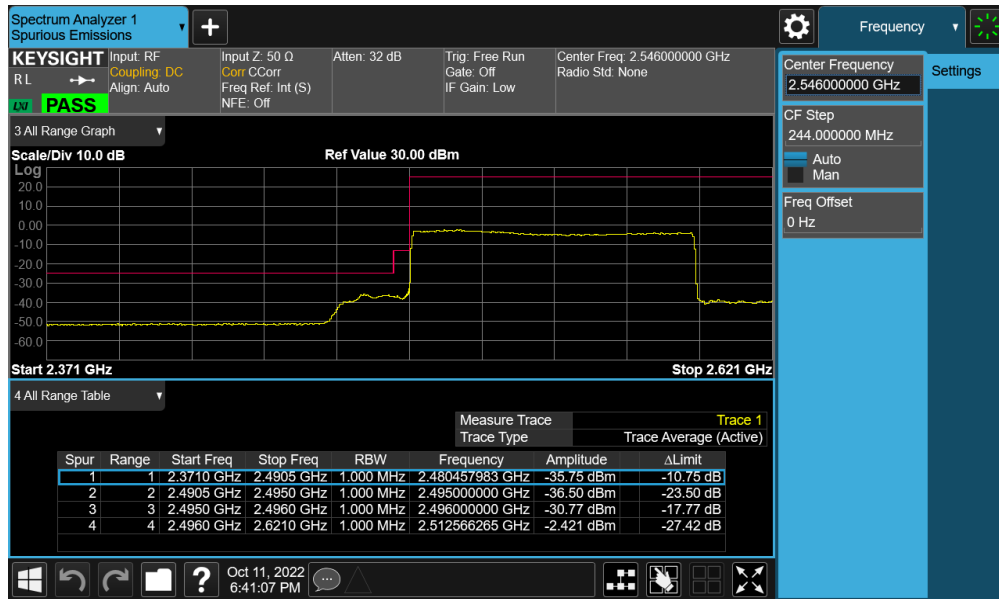 Spectrum Analyzer 1
Spurious Emissions
Frequency
KEYSIGHT
R L
LXI
PASS
Input: RF
Coupling: DC
Align: Auto
Input Z: 50 Ω
Corr CCorr
Freq Ref: Int (S)
NFE: Off
Atten: 32 dB
Trig: Free Run
Gate: Off
IF Gain: Low
Center Freq: 2.546000000 GHz
Radio Std: None
Center Frequency
2.546000000 GHz
Settings
CF Step
244.000000 MHz
Auto
Man
Freq Offset
0 Hz
3 All Range Graph
Scale/Div 10.0 dB
Ref Value 30.00 dBm
Log
20.0
10.0
0.00
-10.0
-20.0
-30.0
-40.0
-50.0
-60.0
Start 2.371 GHz
Stop 2.621 GHz
4 All Range Table
Measure Trace Trace 1
Trace Type Trace Average (Active)
Spur Range Start Freq Stop Freq RBW Frequency Amplitude ΔLimit
1 1 2.3710 GHz 2.4905 GHz 1.000 MHz 2.480457983 GHz -35.75 dBm -10.75 dB
2 2 2.4905 GHz 2.4950 GHz 1.000 MHz 2.495000000 GHz -36.50 dBm -23.50 dB
3 3 2.4950 GHz 2.4960 GHz 1.000 MHz 2.496000000 GHz -30.77 dBm -17.77 dB
4 4 2.4960 GHz 2.6210 GHz 1.000 MHz 2.512566265 GHz -2.421 dBm -27.42 dB
?
Oct 11, 2022
6:41:07 PM